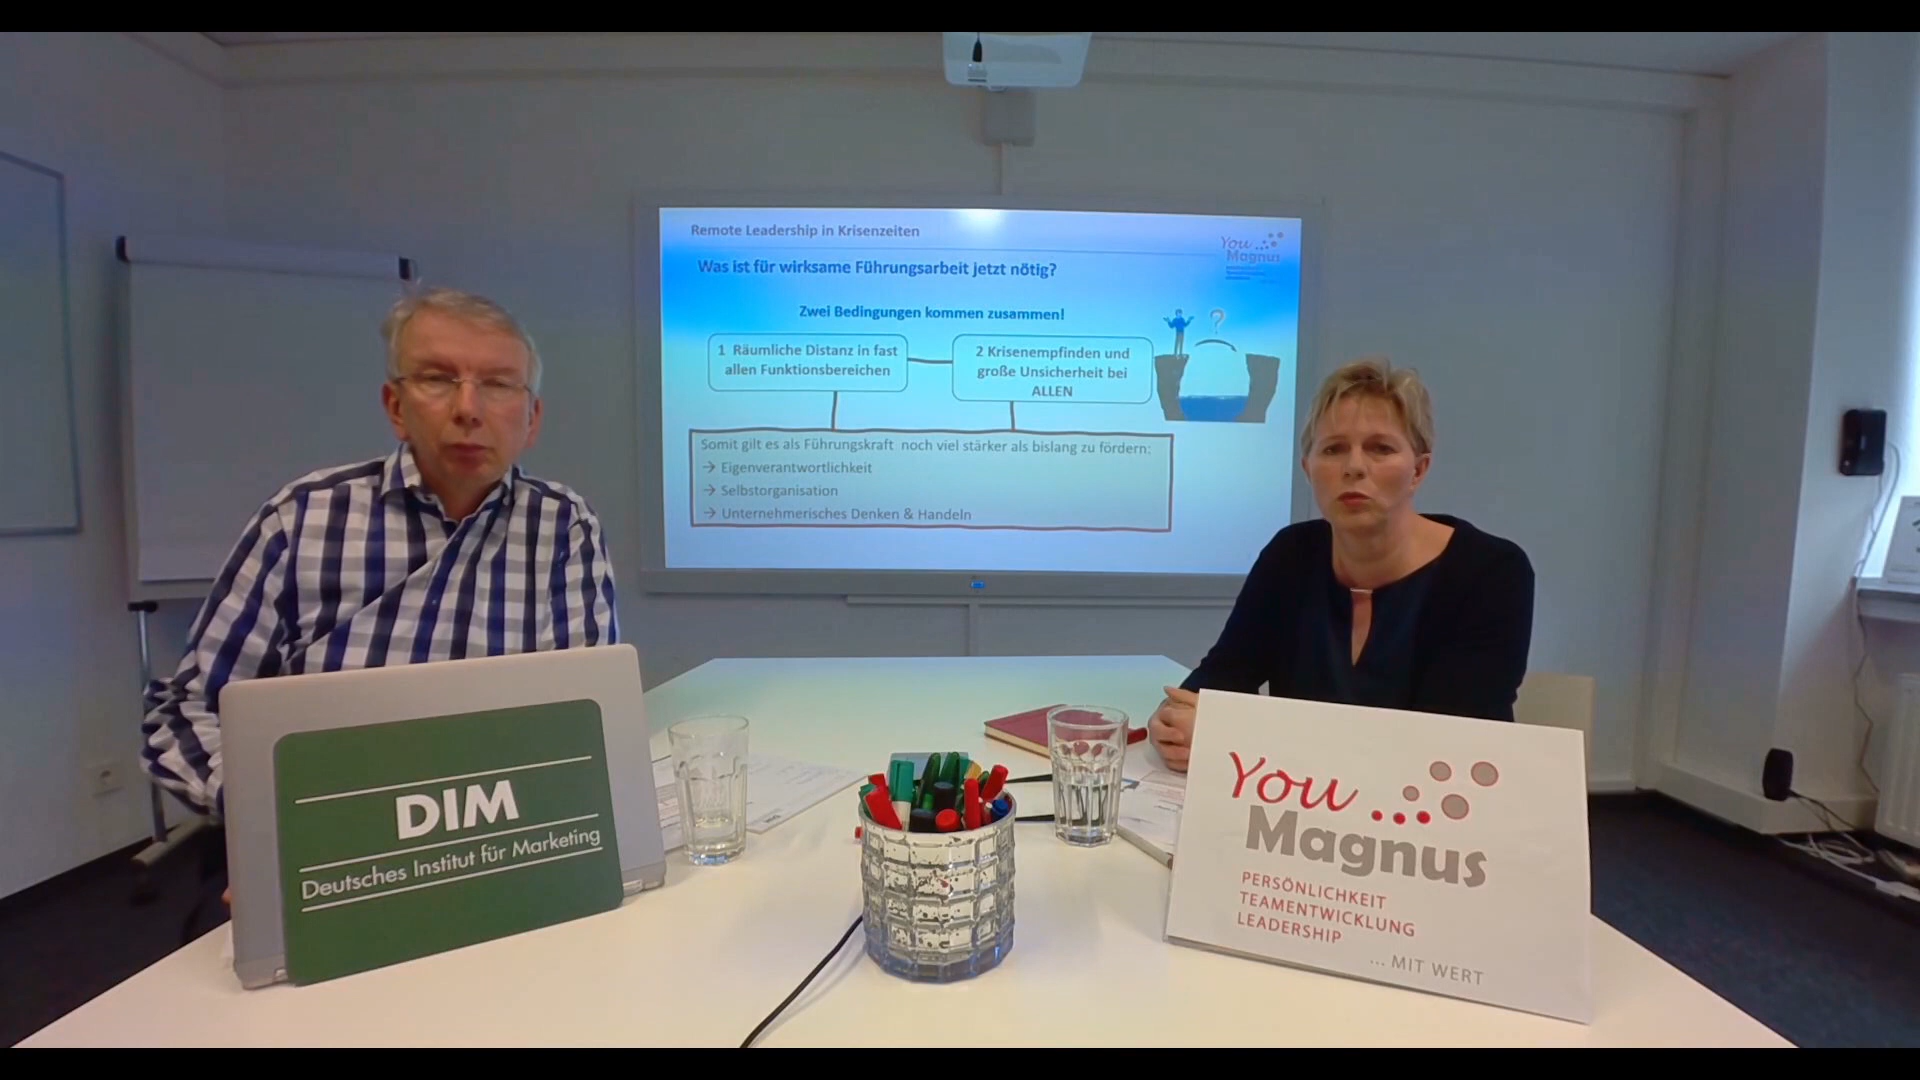 Remote Leadership in Krisenzeiten
You
Magnus
Was ist für wirksame Führungsarbeit jetzt nötig?
Zwei Bedingungen kommen zusammen!
1 Räumliche Distanz in fast
allen Funktionsbereichen
2 Krisenempfinden und
große Unsicherheit bei
ALLEN
?
Somit gilt es als Führungskraft noch viel stärker als bislang zu fördern:
→ Eigenverantwortlichkeit
→ Selbstorganisation
→ Unternehmerisches Denken & Handeln
DIM
Deutsches Institut für Marketing
You
Magnus
PERSÖNLICHKEIT
TEAMENTWICKLUNG
LEADERSHIP
... MIT WERT